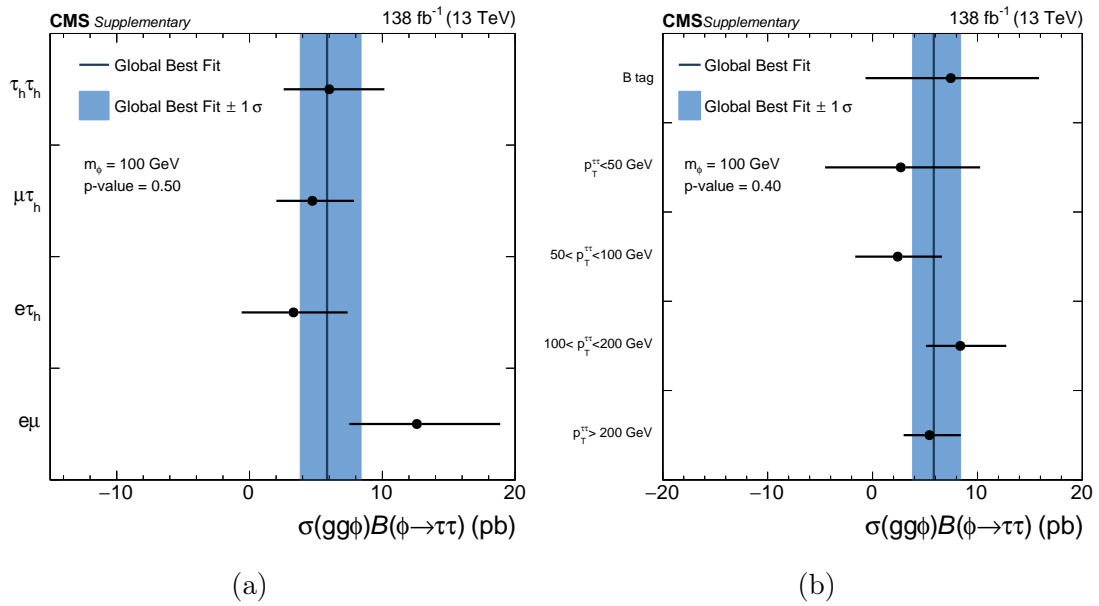 CMS Supplementary 138 fb⁻¹ (13 TeV)
Global Best Fit
Global Best Fit ± 1 σ
m_ϕ = 100 GeV
p-value = 0.50
τ_hτ_h
μτ_h
eτ_h
eμ
−10 0 10 20
σ(ggϕ)B(ϕ→ττ) (pb)
(a)
CMS Supplementary 138 fb⁻¹ (13 TeV)
Global Best Fit
Global Best Fit ± 1 σ
m_ϕ = 100 GeV
p-value = 0.40
B tag
p_T^ττ<50 GeV
50< p_T^ττ<100 GeV
100< p_T^ττ<200 GeV
p_T^ττ> 200 GeV
−20 −10 0 10 20
σ(ggϕ)B(ϕ→ττ) (pb)
(b)